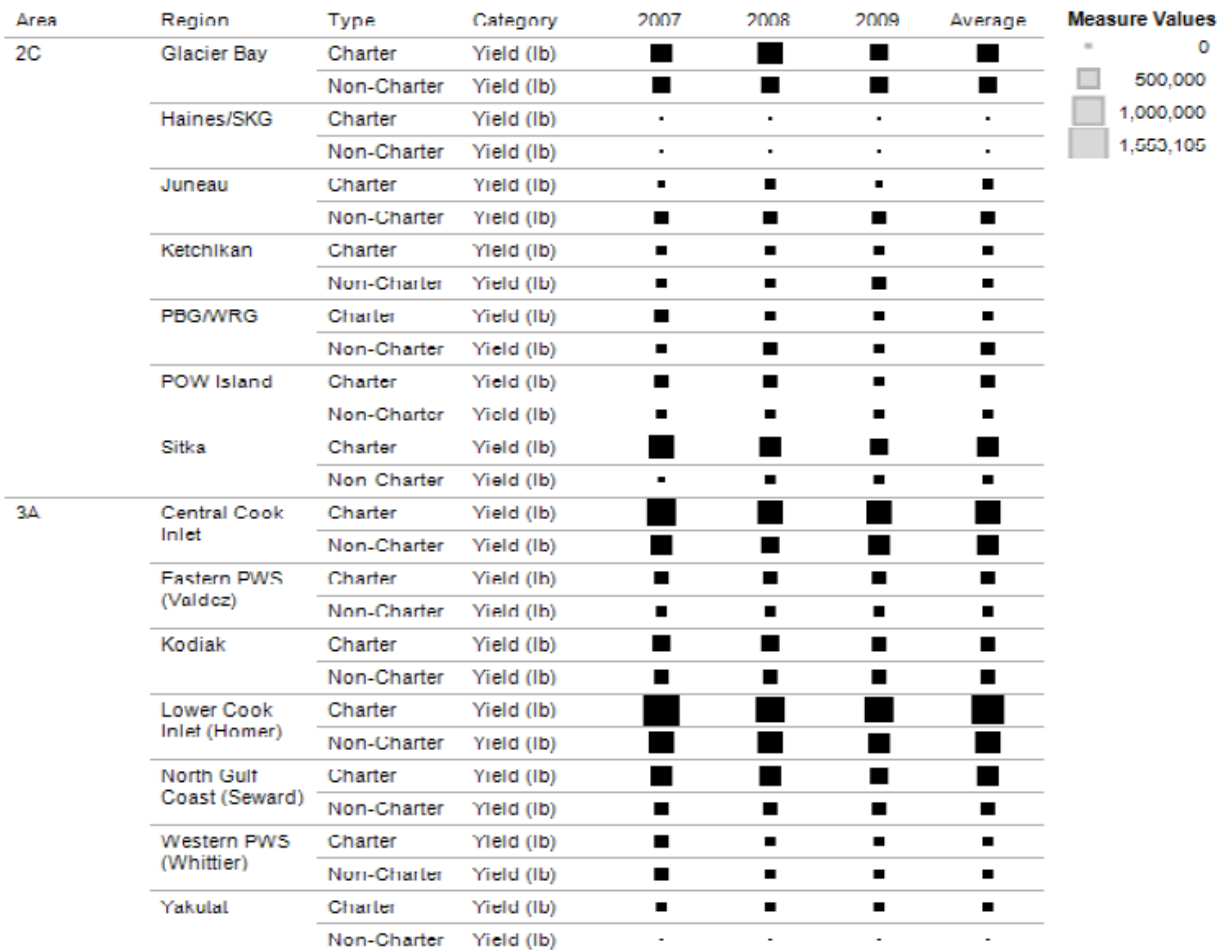 Area Region Type Category 2007 2008 2009 Average Measure Values
2C Glacier Bay Charter Yield (lb) 0
Non-Charter Yield (lb) 500,000
Haines/SKG Charter Yield (lb) 1,000,000
Non-Charter Yield (lb) 1,553,105
Juneau Charter Yield (lb)
Non-Charter Yield (lb)
Ketchikan Charter Yield (lb)
Non-Charter Yield (lb)
PBG/WRG Charter Yield (lb)
Non-Charter Yield (lb)
POW Island Charter Yield (lb)
Non-Charter Yield (lb)
Sitka Charter Yield (lb)
Non-Charter Yield (lb)
3A Central Cook Inlet Charter Yield (lb)
Non-Charter Yield (lb)
Eastern PWS (Valdez) Charter Yield (lb)
Non-Charter Yield (lb)
Kodiak Charter Yield (lb)
Non-Charter Yield (lb)
Lower Cook Inlet (Homer) Charter Yield (lb)
Non-Charter Yield (lb)
North Gulf Coast (Seward) Charter Yield (lb)
Non-Charter Yield (lb)
Western PWS (Whittier) Charter Yield (lb)
Non-Charter Yield (lb)
Yakutat Charter Yield (lb)
Non-Charter Yield (lb)